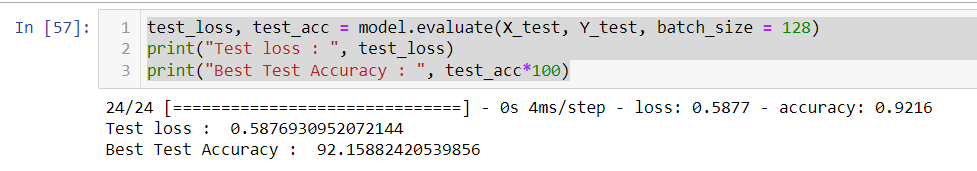 In [57]:
1 test_loss, test_acc = model.evaluate(X_test, Y_test, batch_size = 128)
2 print("Test loss : ", test_loss)
3 print("Best Test Accuracy : ", test_acc*100)
24/24 [==============================] - 0s 4ms/step - loss: 0.5877 - accuracy: 0.9216
Test loss :  0.5876930952072144
Best Test Accuracy :  92.15882420539856